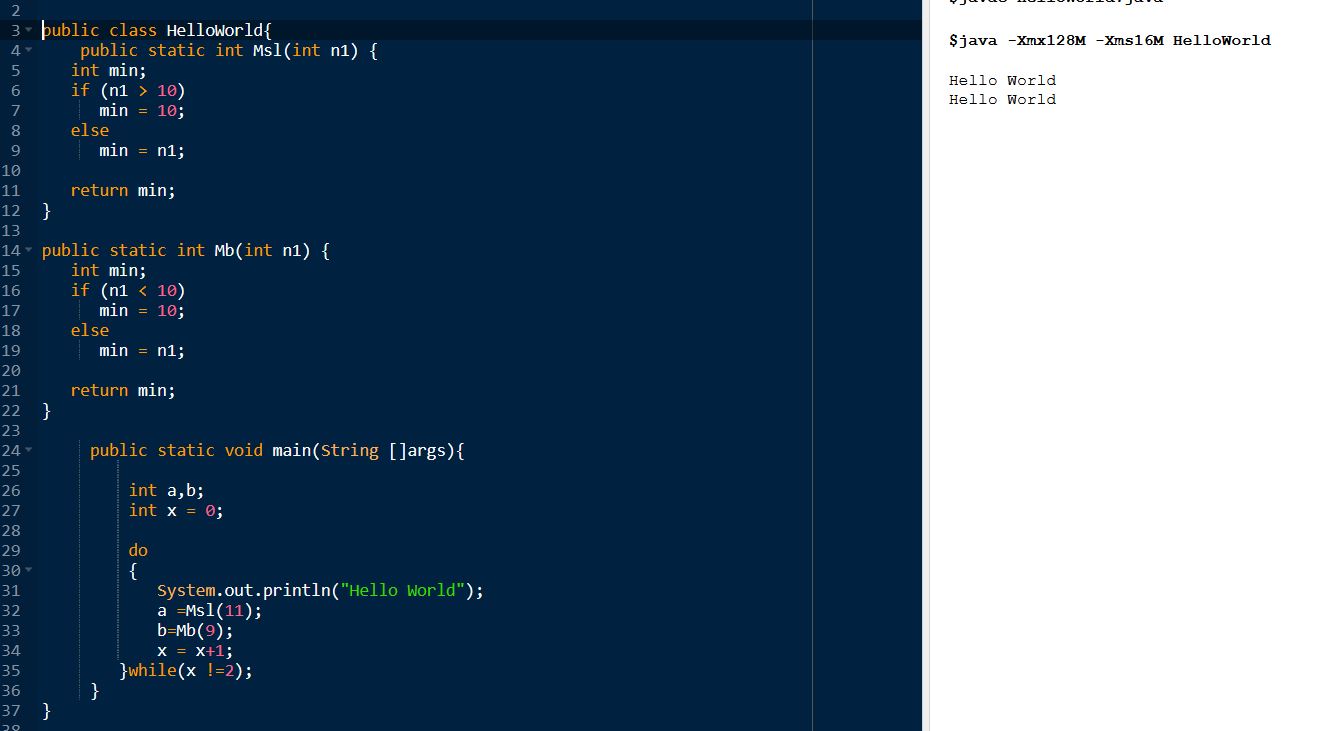 2
3 public class HelloWorld{
4 public static int Msl(int n1) {
5 int min;
6 if (n1 > 10)
7 min = 10;
8 else
9 min = n1;
10
11 return min;
12 }
13
14 public static int Mb(int n1) {
15 int min;
16 if (n1 < 10)
17 min = 10;
18 else
19 min = n1;
20
21 return min;
22 }
23
24 public static void main(String []args){
25
26 int a,b;
27 int x = 0;
28
29 do
30 {
31 System.out.println("Hello World");
32 a =Msl(11);
33 b=Mb(9);
34 x = x+1;
35 }while(x !=2);
36 }
37 }
38
$javac HelloWorld.java
$java -Xmx128M -Xms16M HelloWorld
Hello World
Hello World